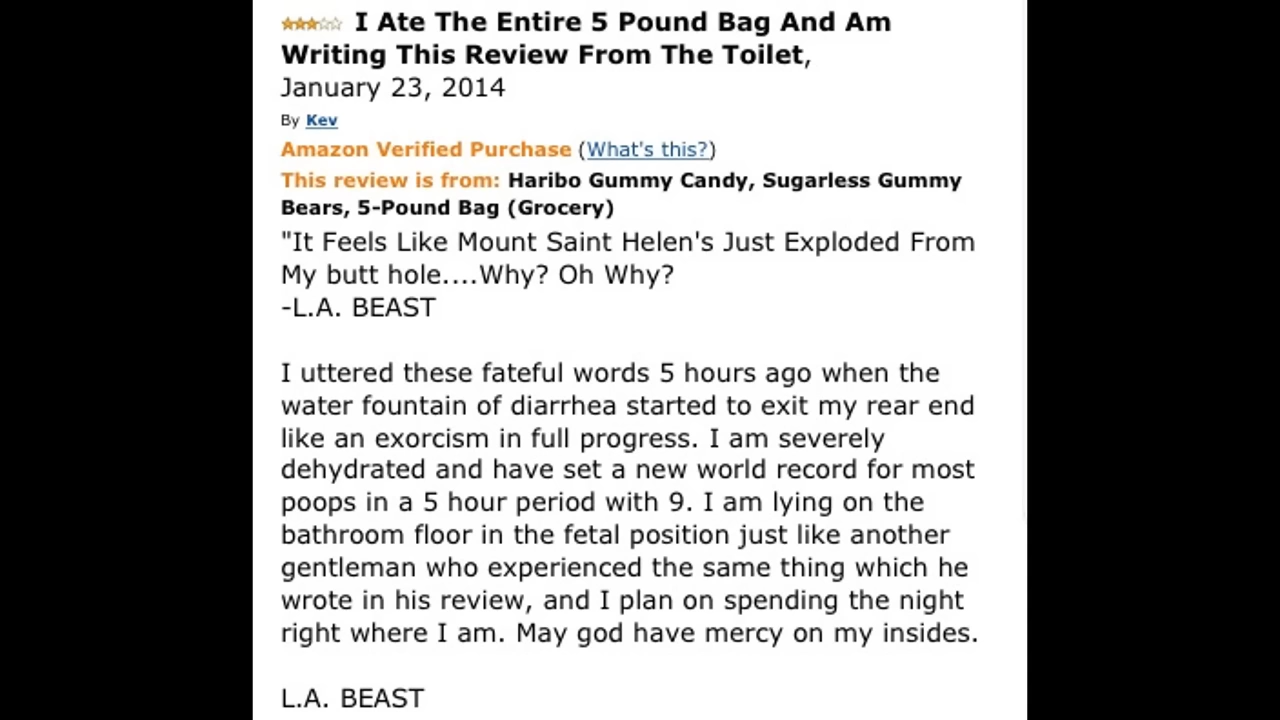 I Ate The Entire 5 Pound Bag And Am
Writing This Review From The Toilet,
January 23, 2014
By Kev
Amazon Verified Purchase (What's this?)
This review is from: Haribo Gummy Candy, Sugarless Gummy
Bears, 5-Pound Bag (Grocery)
"It Feels Like Mount Saint Helen's Just Exploded From
My butt hole....Why? Oh Why?
-L.A. BEAST
I uttered these fateful words 5 hours ago when the
water fountain of diarrhea started to exit my rear end
like an exorcism in full progress. I am severely
dehydrated and have set a new world record for most
poops in a 5 hour period with 9. I am lying on the
bathroom floor in the fetal position just like another
gentleman who experienced the same thing which he
wrote in his review, and I plan on spending the night
right where I am. May god have mercy on my insides.
L.A. BEAST